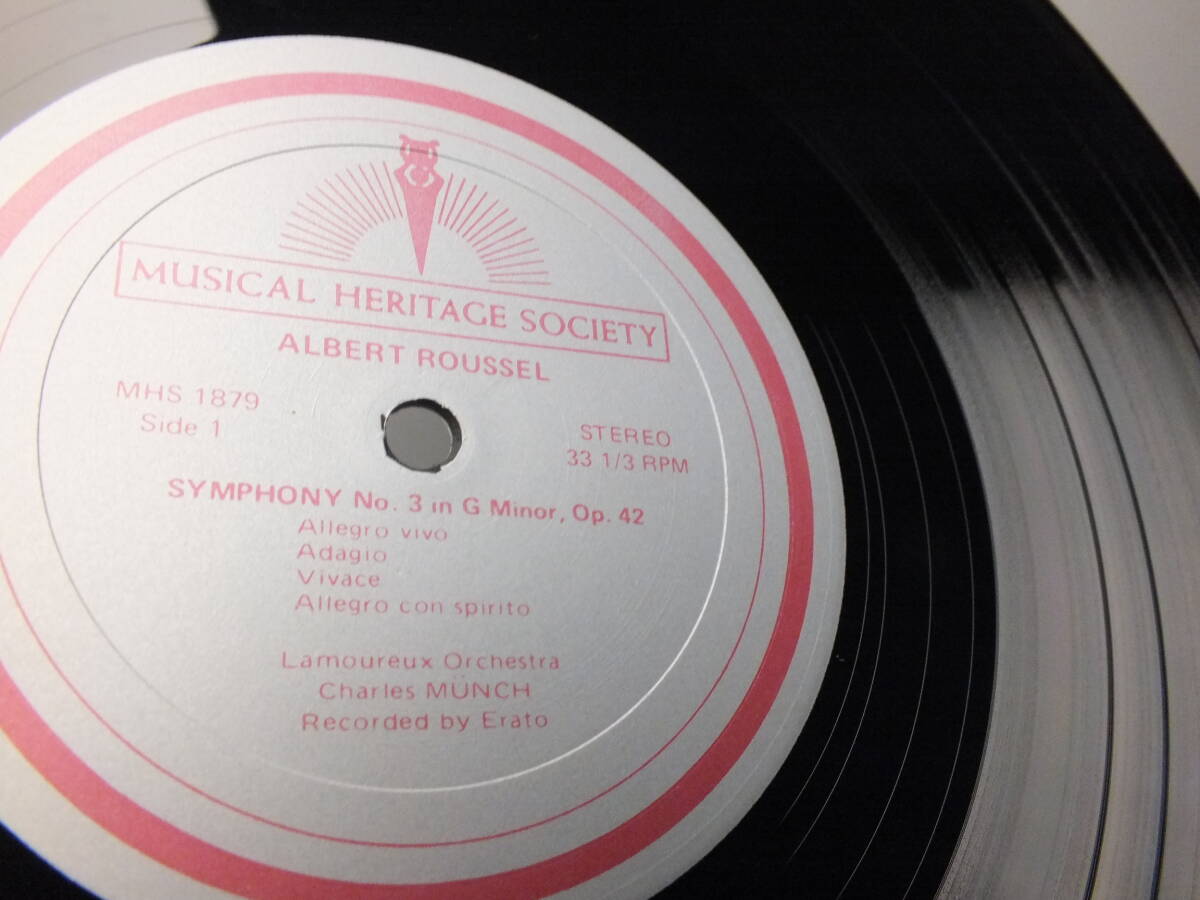 MUSICAL HERITAGE SOCIETY
ALBERT ROUSSEL
MHS 1879
Side 1
STEREO
33 1/3 RPM
SYMPHONY No. 3 in G Minor, Op. 42
Allegro vivo
Adagio
Vivace
Allegro con spirito
Lamoureux Orchestra
Charles MÜNCH
Recorded by Erato